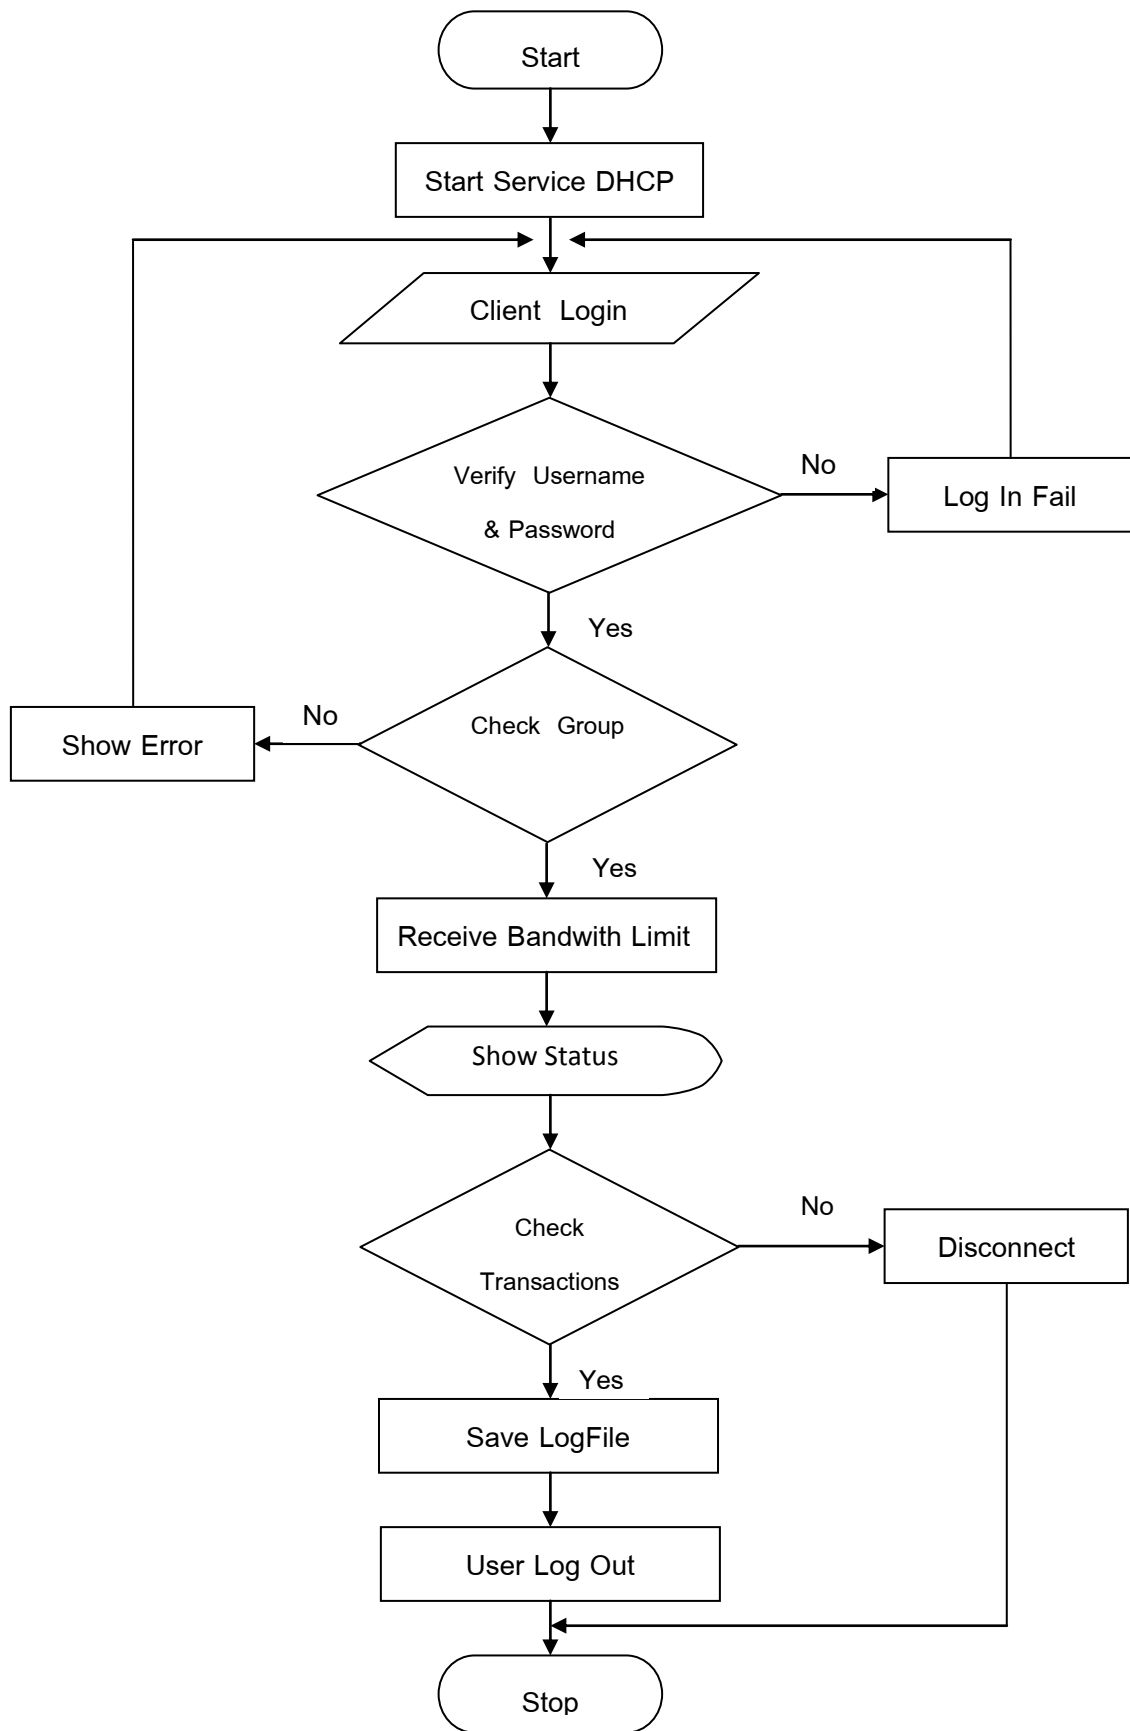 Start
Start Service DHCP
Client Login
Verify Username
& Password
No
Log In Fail
Yes
Check Group
No
Show Error
Yes
Receive Bandwith Limit
Show Status
Check
Transactions
No
Disconnect
Yes
Save LogFile
User Log Out
Stop